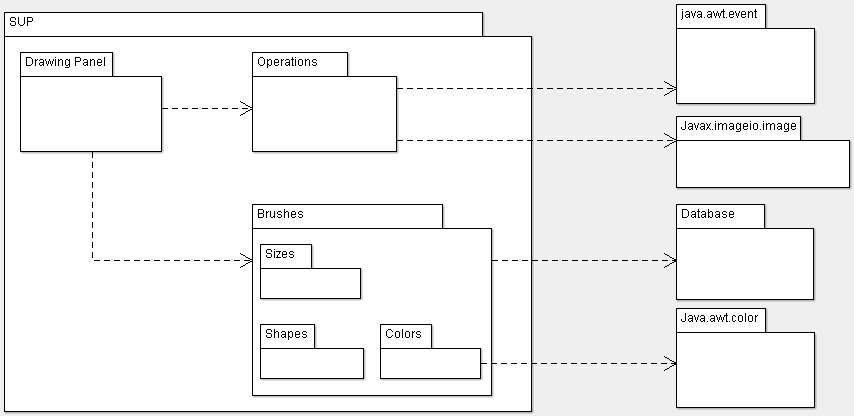 SUP
Drawing Panel
Operations
java.awt.event
Javax.imageio.image
Brushes
Database
Sizes
Shapes
Colors
Java.awt.color